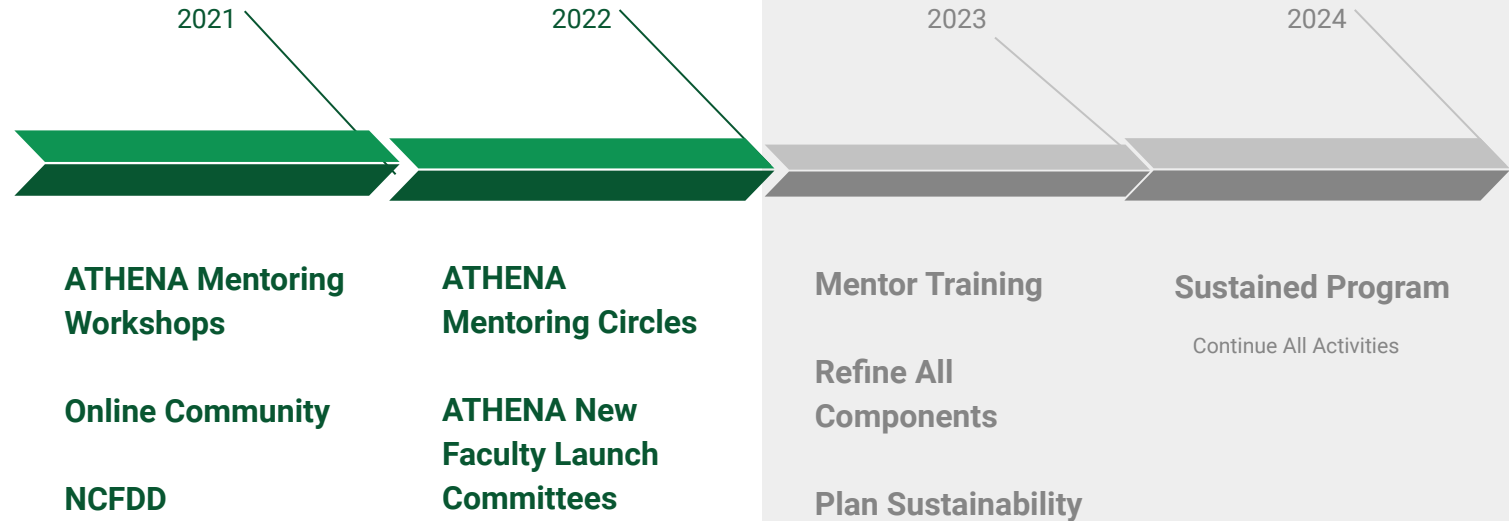 2021
2022
2023
2024
ATHENA Mentoring
Workshops
Online Community
NCFDD
ATHENA
Mentoring Circles
ATHENA New
Faculty Launch
Committees
Mentor Training
Refine All
Components
Plan Sustainability
Sustained Program
Continue All Activities